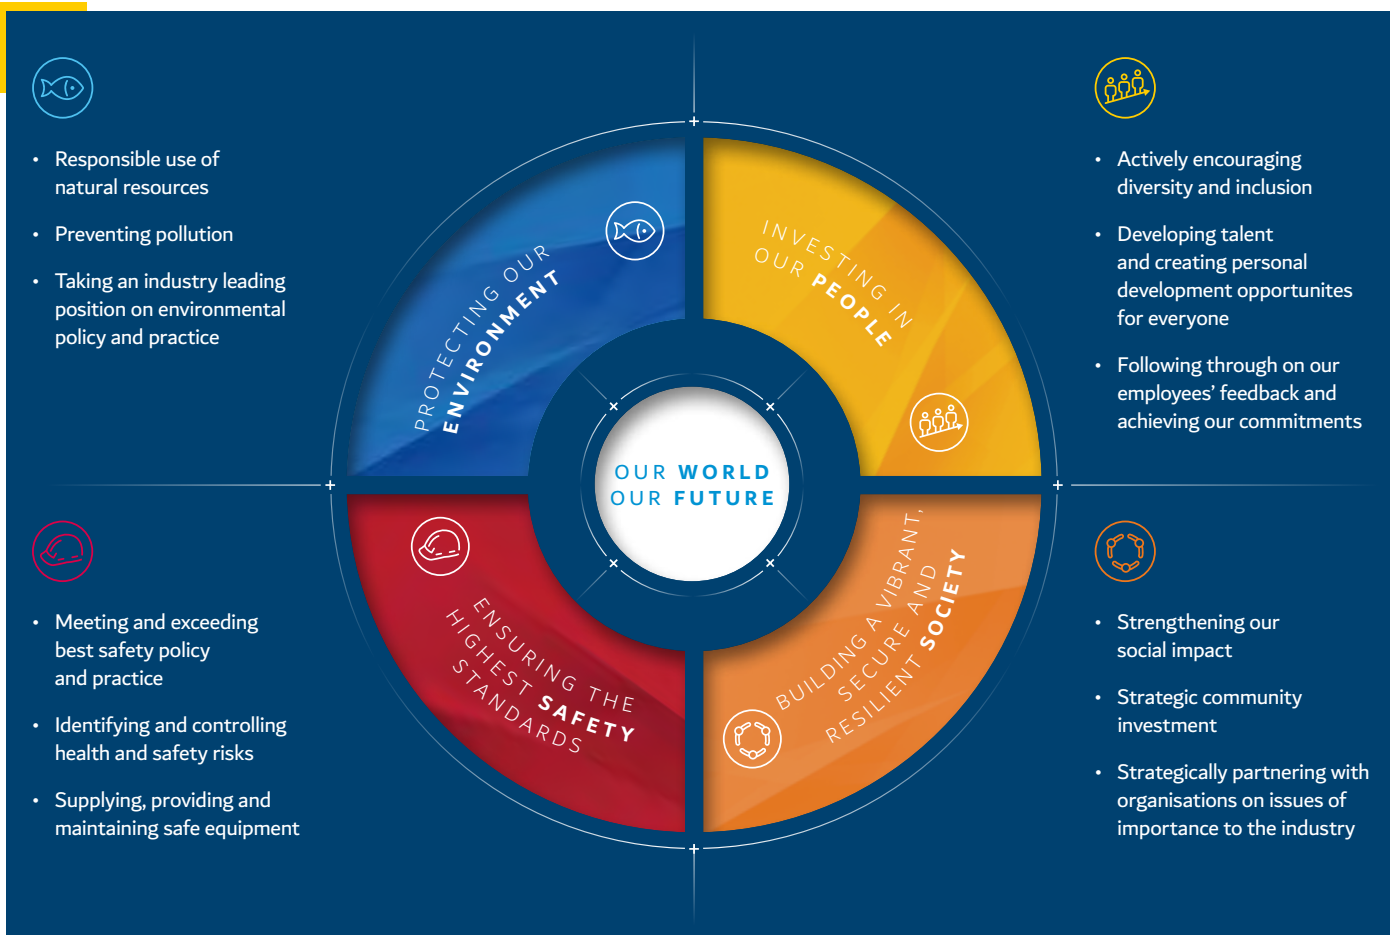 • Responsible use of
natural resources
• Preventing pollution
• Taking an industry leading
position on environmental
policy and practice
PROTECTING OUR
ENVIRONMENT
INVESTING IN
OUR PEOPLE
• Actively encouraging
diversity and inclusion
• Developing talent
and creating personal
development opportunites
for everyone
• Following through on our
employees’ feedback and
achieving our commitments
OUR WORLD
OUR FUTURE
• Meeting and exceeding
best safety policy
and practice
• Identifying and controlling
health and safety risks
• Supplying, providing and
maintaining safe equipment
ENSURING THE
HIGHEST SAFETY
STANDARDS
BUILDING A VIBRANT,
SECURE AND
RESILIENT SOCIETY
• Strengthening our
social impact
• Strategic community
investment
• Strategically partnering with
organisations on issues of
importance to the industry